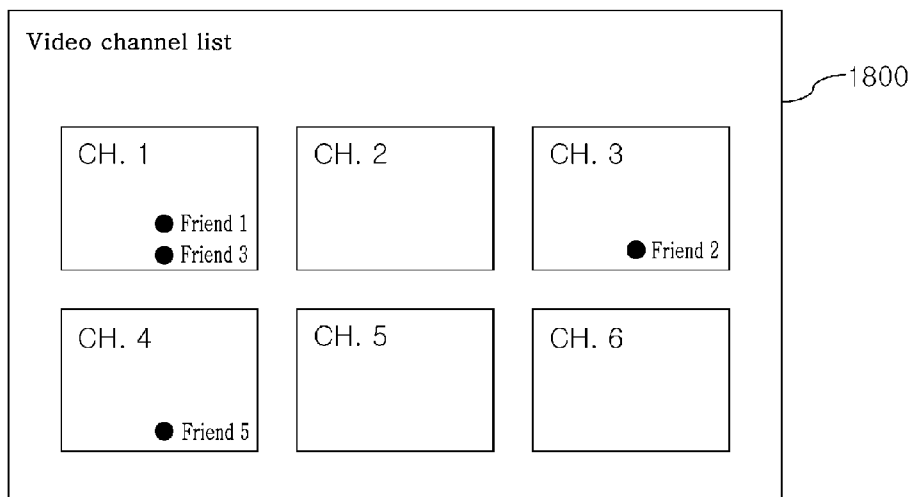 Video channel list
1800
CH. 1
CH. 2
CH. 3
Friend 1
Friend 3
Friend 2
CH. 4
CH. 5
CH. 6
Friend 5